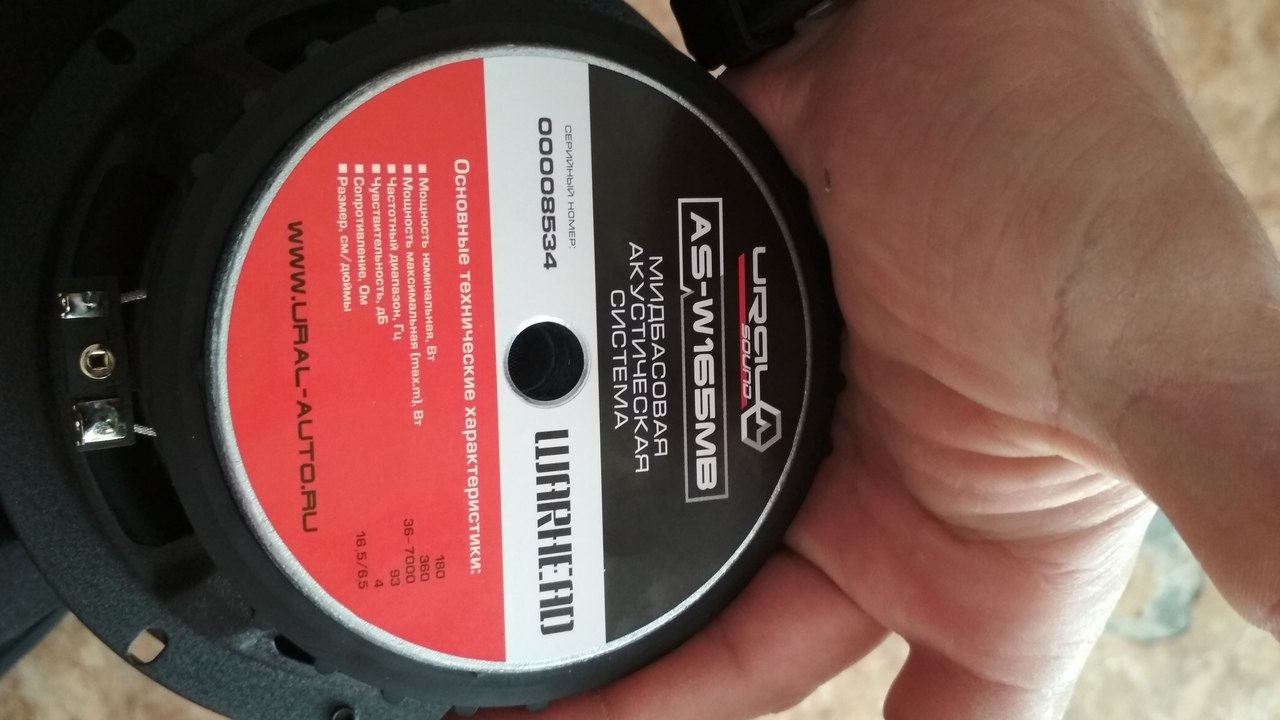 URAL
SOUND
AS-W165MB
МИДБАСОВАЯ
АКУСТИЧЕСКАЯ
СИСТЕМА
СЕРИЙНЫЙ НОМЕР:
00008534
WARHEAD
Основные технические характеристики:
Мощность номинальная, Вт 180
Мощность максимальная (max.m), Вт 360
Частотный диапазон, Гц 36-7000
Чувствительность, дБ 93
Сопротивление, Ом 4
Размер, см/дюймы 16,5/6,5
www.URAL-AUTO.RU